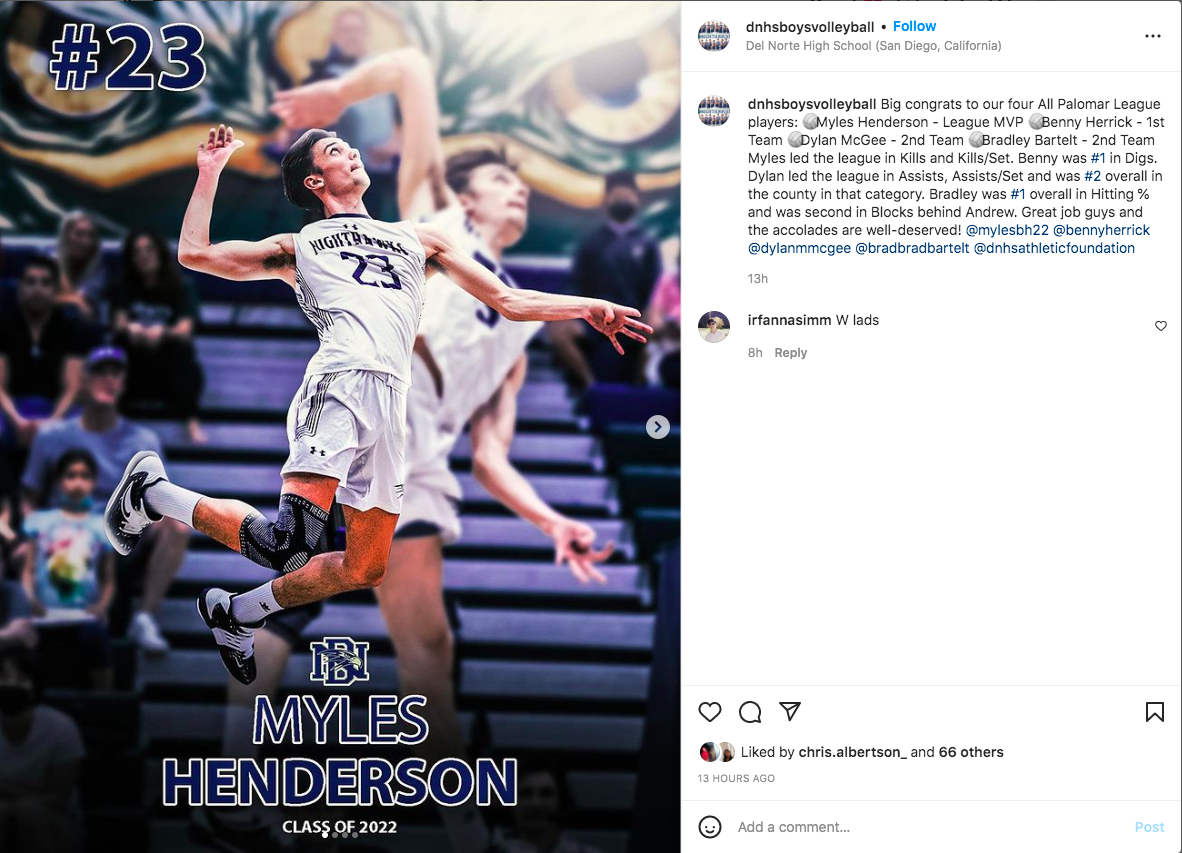 #23
NIGHTHAWKS
23
DN
MYLES
HENDERSON
CLASS OF 2022
dnhsboysvolleyball • Follow
Del Norte High School (San Diego, California)
dnhsboysvolleyball Big congrats to our four All Palomar League
players: 🏐Myles Henderson - League MVP 🏐Benny Herrick - 1st
Team 🏐Dylan McGee - 2nd Team 🏐Bradley Bartelt - 2nd Team
Myles led the league in Kills and Kills/Set. Benny was #1 in Digs.
Dylan led the league in Assists, Assists/Set and was #2 overall in
the county in that category. Bradley was #1 overall in Hitting %
and was second in Blocks behind Andrew. Great job guys and
the accolades are well-deserved! @mylesbh22 @bennyherrick
@dylanmmcgee @bradbradbartelt @dnhsathleticfoundation
13h
irfannasimm W lads
8h Reply
Liked by chris.albertson_ and 66 others
13 HOURS AGO
Add a comment... Post